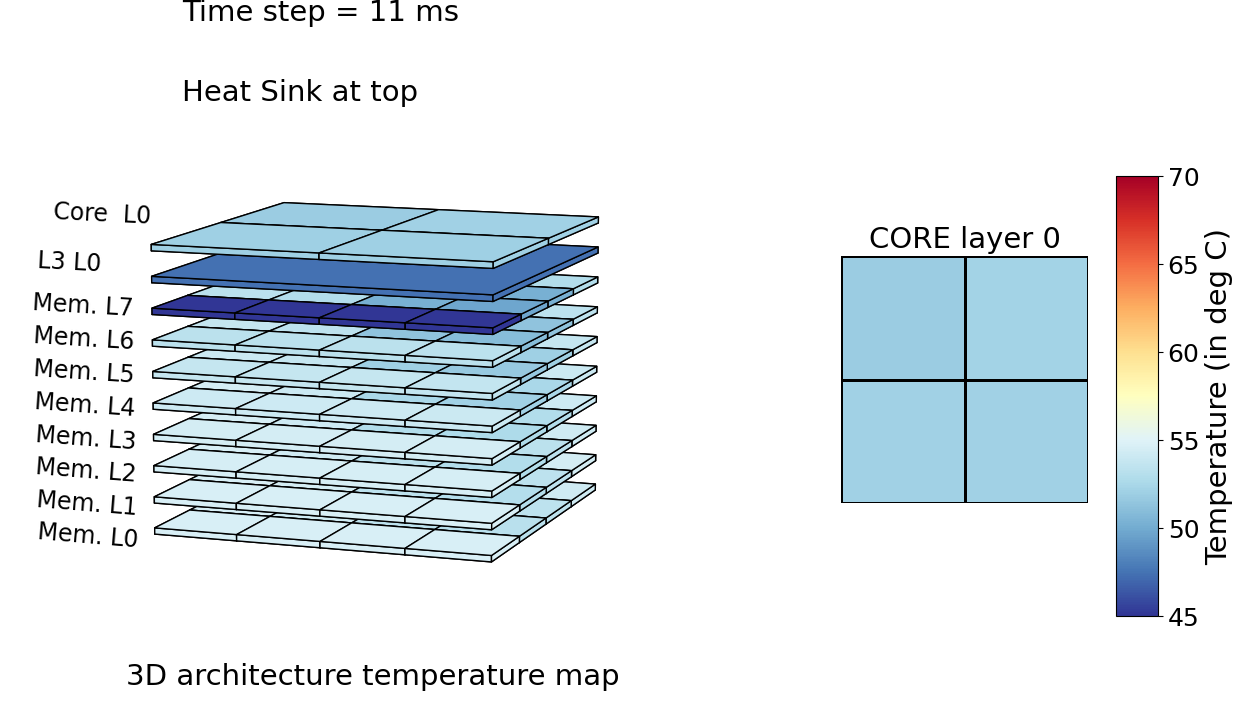 Time step = 11 ms
Heat Sink at top
Core  L0
L3 L0
Mem. L7
Mem. L6
Mem. L5
Mem. L4
Mem. L3
Mem. L2
Mem. L1
Mem. L0
3D architecture temperature map
CORE layer 0
70
65
60
55
50
45
Temperature (in deg C)